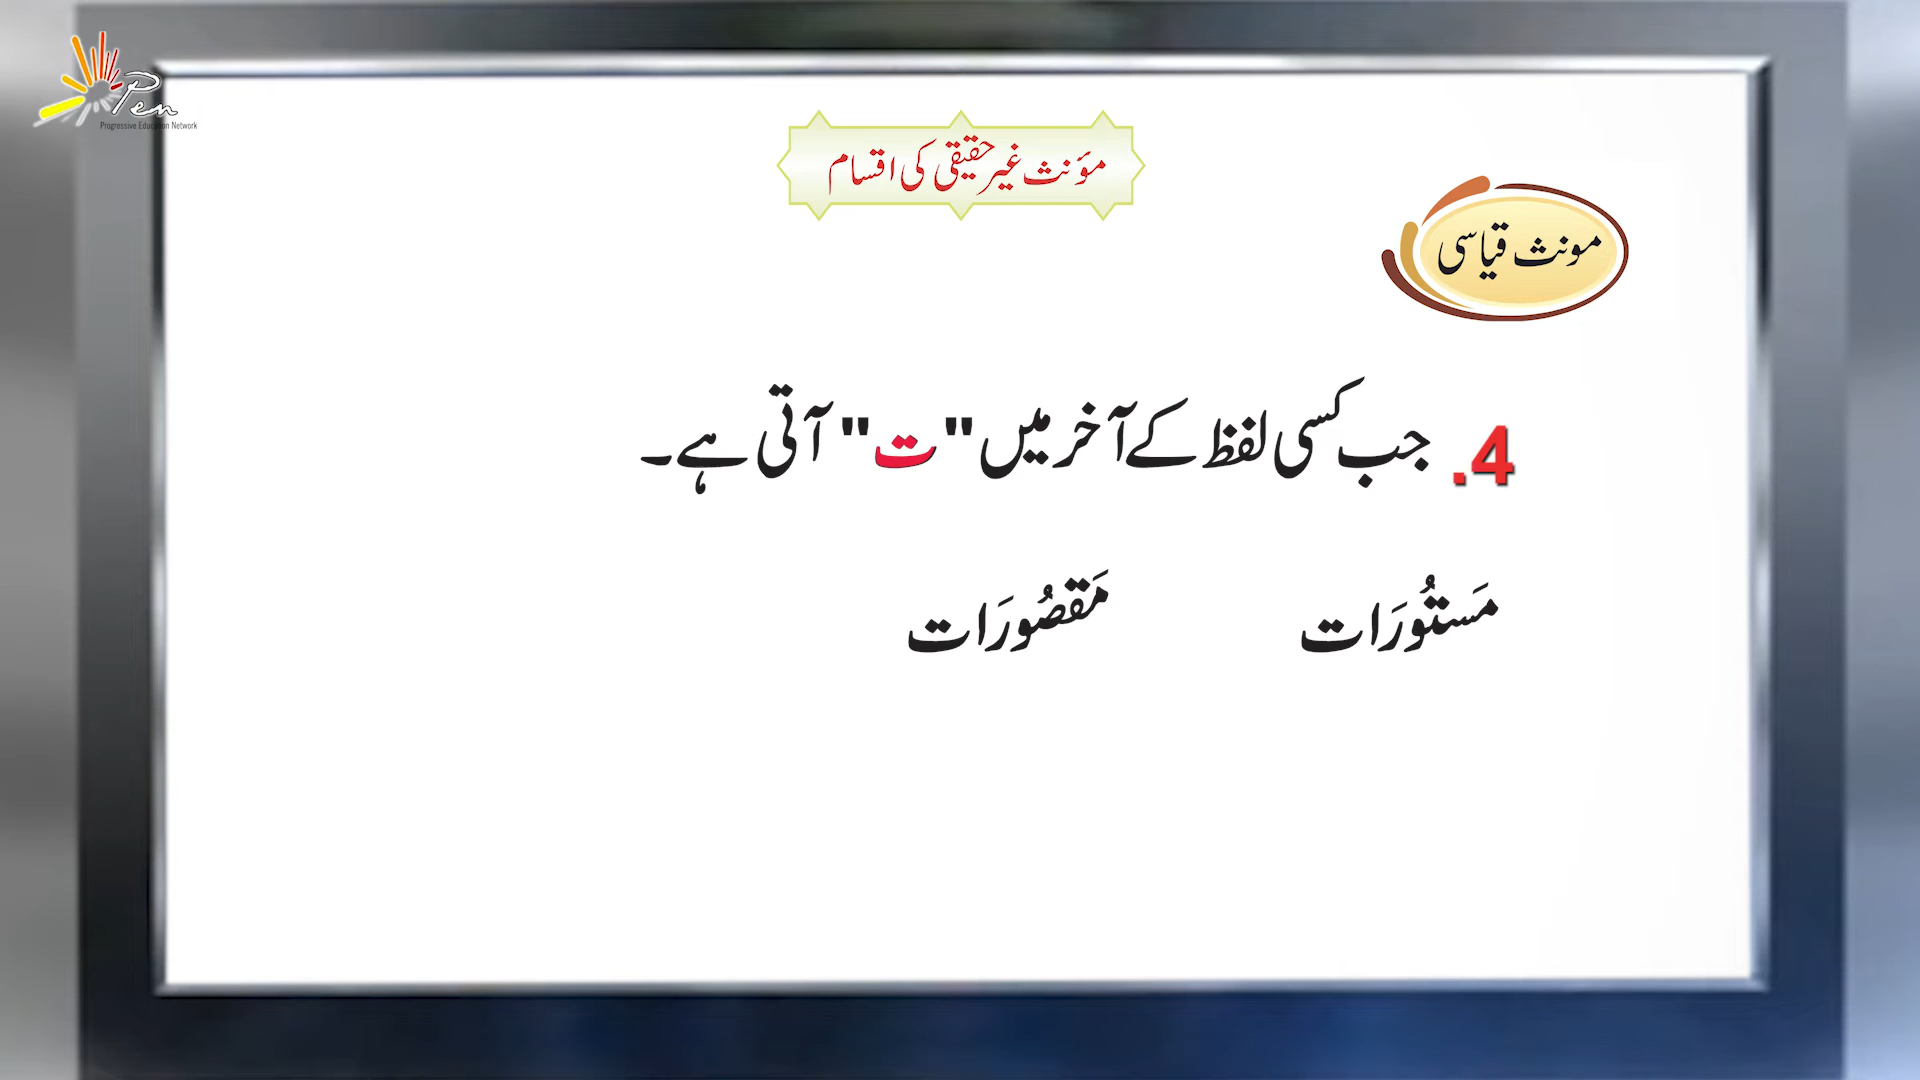 Pen
Progressive Education Network
مؤنث غیر حقیقی کی اقسام
مونث قیاسی
4. جب کسی لفظ کے آخر میں "ت" آتی ہے۔
مَستُورَات مَقصُورَات